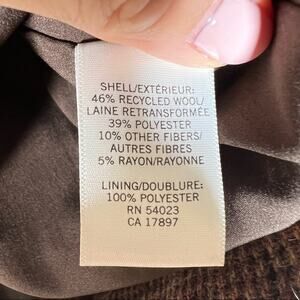 SHELL/EXTÉRIEUR:
46% RECYCLED WOOL/
LAINE RETRANSFORMÉE
39% POLYESTER
10% OTHER FIBERS/
AUTRES FIBRES
5% RAYON/RAYONNE
LINING/DOUBLURE:
100% POLYESTER
RN 54023
CA 17897